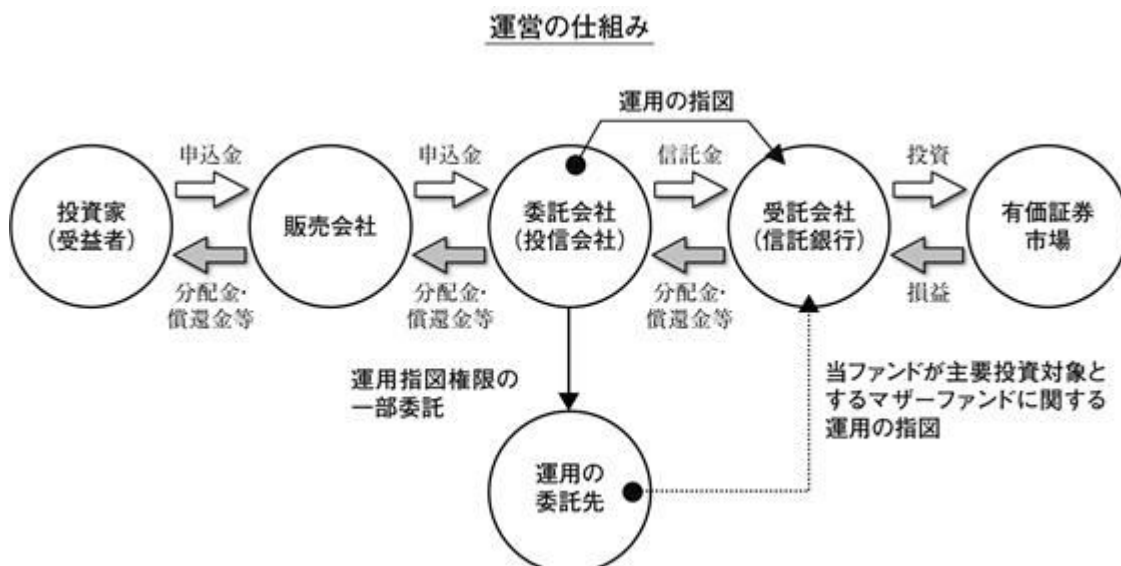 運営の仕組み
運用の指図
申込金
申込金
信託金
投資
投資家
(受益者)
販売会社
委託会社
(投信会社)
受託会社
(信託銀行)
有価証券
市場
分配金・
償還金等
分配金・
償還金等
分配金・
償還金等
損益
運用指図権限の
一部委託
当ファンドが主要投資対象と
するマザーファンドに関する
運用の指図
運用の
委託先